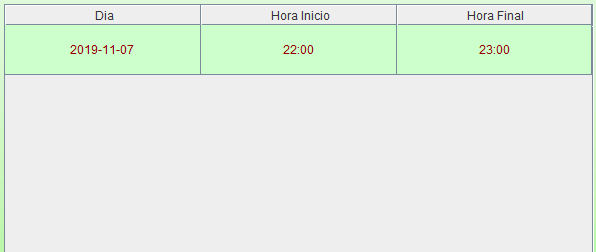 Dia Hora Inicio Hora Final
2019-11-07 22:00 23:00